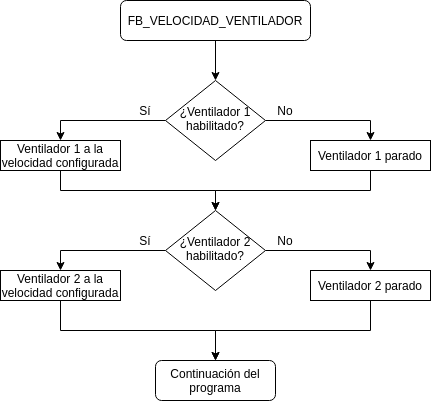 FB_VELOCIDAD_VENTILADOR
¿Ventilador 1
habilitado?
Sí
No
Ventilador 1 a la
velocidad configurada
Ventilador 1 parado
¿Ventilador 2
habilitado?
Sí
No
Ventilador 2 a la
velocidad configurada
Ventilador 2 parado
Continuación del
programa